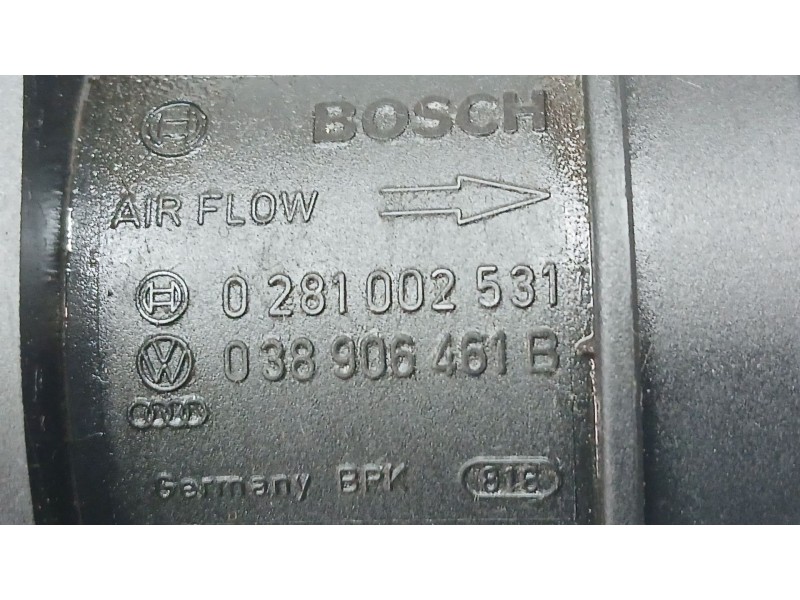 BOSCH
AIR FLOW
0 281 002 531
038 906 461 B
Germany BPK 818